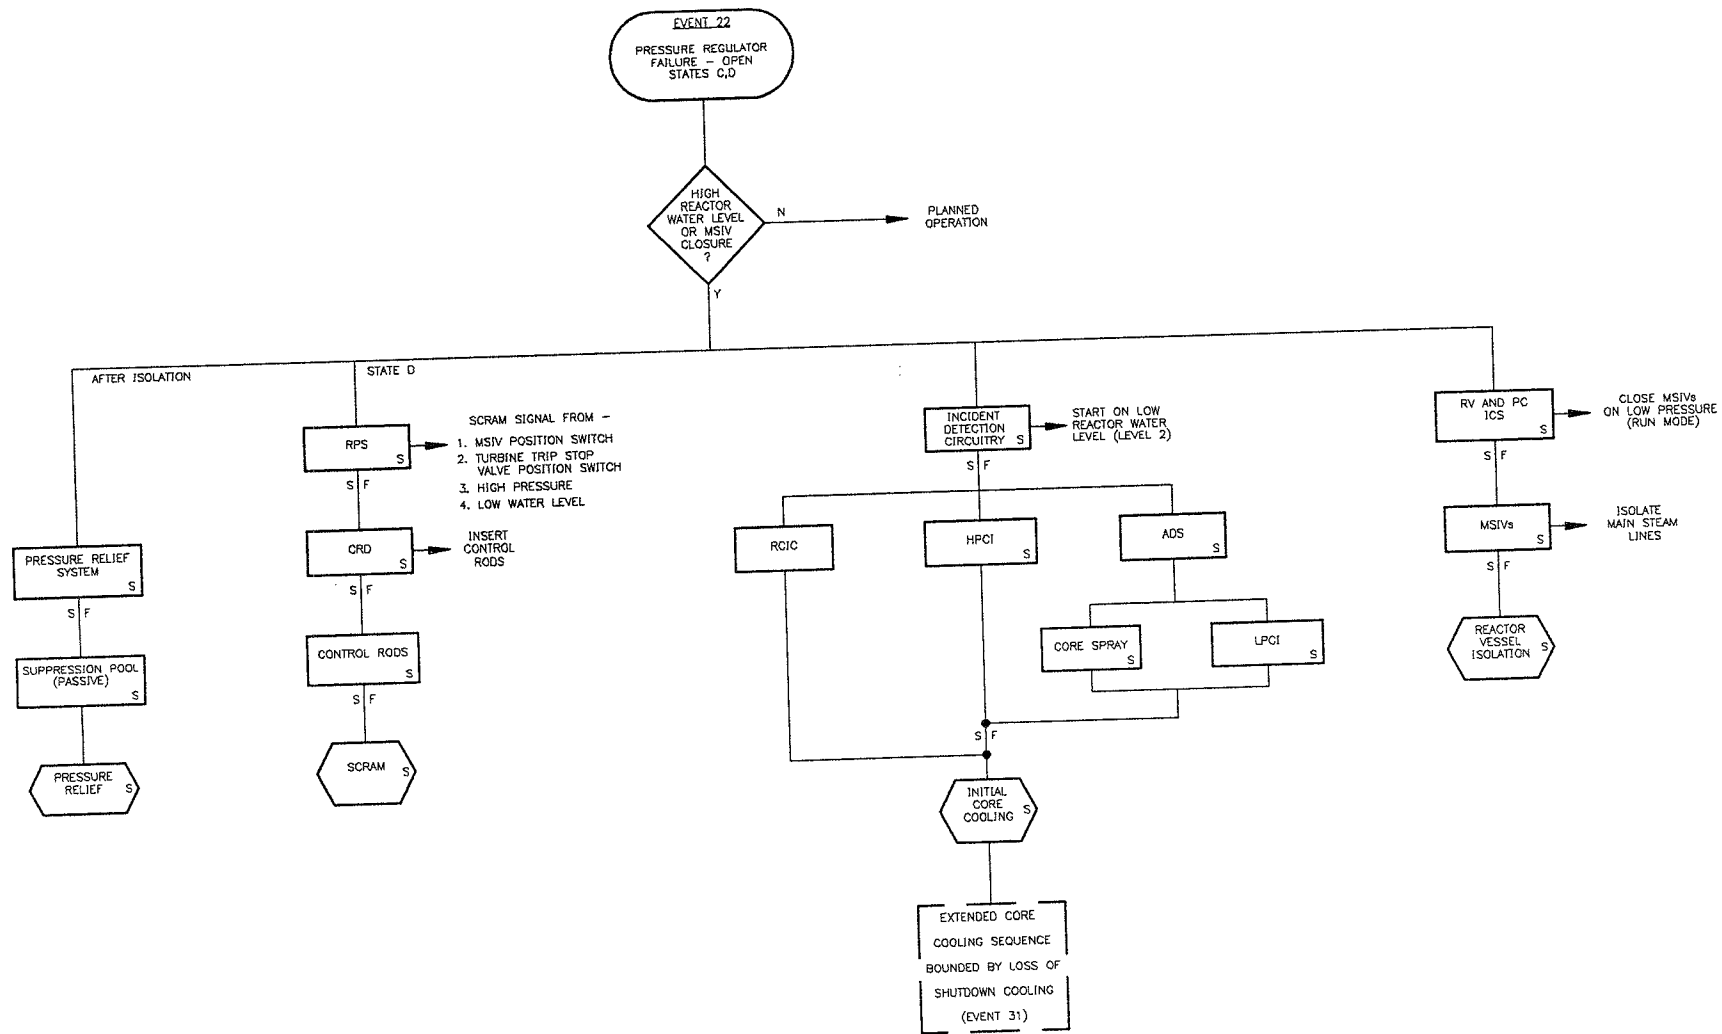 EVENT 22
PRESSURE REGULATOR
FAILURE - OPEN
STATES C,D
HIGH
REACTOR
WATER LEVEL
OR MSIV
CLOSURE
?
N
PLANNED
OPERATION
Y
AFTER ISOLATION
PRESSURE RELIEF
SYSTEM
S
S F
SUPPRESSION POOL
(PASSIVE)
S
PRESSURE
RELIEF
S
STATE D
RPS
S
SCRAM SIGNAL FROM -
1. MSIV POSITION SWITCH
2. TURBINE TRIP STOP
VALVE POSITION SWITCH
3. HIGH PRESSURE
4. LOW WATER LEVEL
S F
CRD
S
INSERT
CONTROL
RODS
S F
CONTROL RODS
S
S F
SCRAM
S
INCIDENT
DETECTION
CIRCUITRY
S
START ON LOW
REACTOR WATER
LEVEL (LEVEL 2)
S F
RCIC
HPCI
S
ADS
S
CORE SPRAY
S
LPCI
S
S F
INITIAL
CORE
COOLING
S
EXTENDED CORE
COOLING SEQUENCE
BOUNDED BY LOSS OF
SHUTDOWN COOLING
(EVENT 31)
RV AND PC
ICS
S
CLOSE MSIVs
ON LOW PRESSURE
(RUN MODE)
S F
MSIVs
S
ISOLATE
MAIN STEAM
LINES
S F
REACTOR
VESSEL
ISOLATION
S